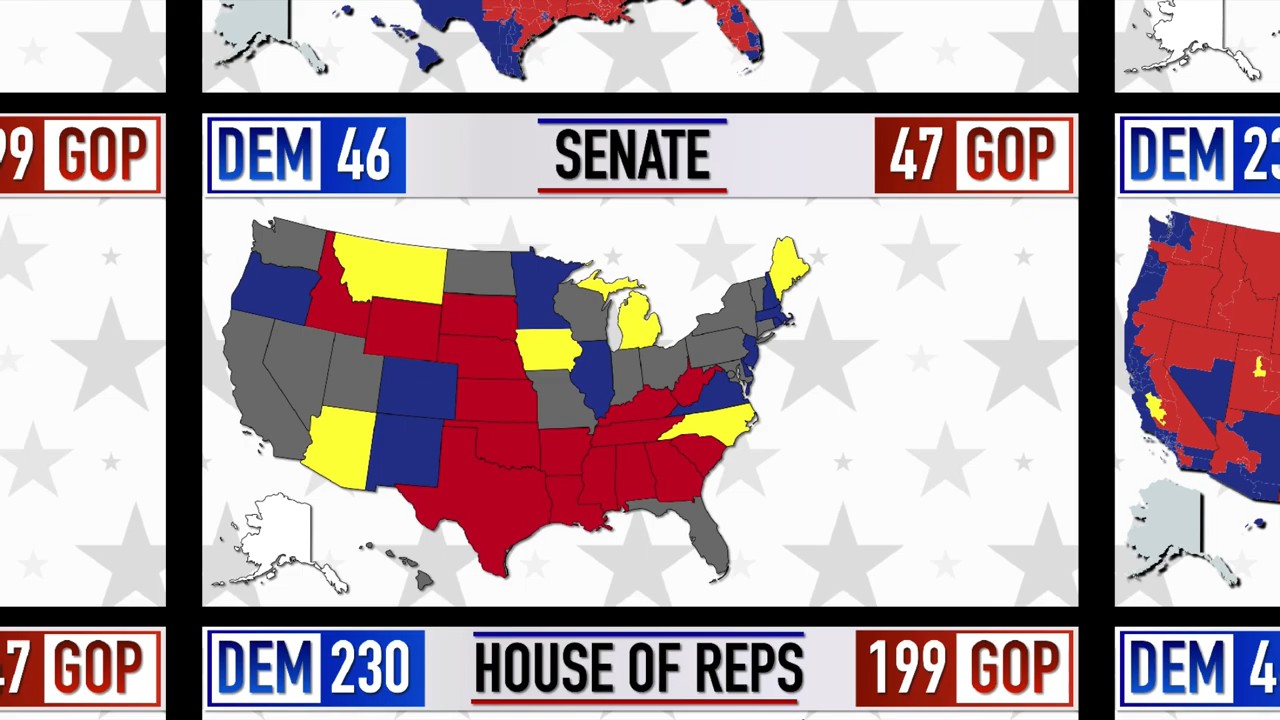 99 GOP
DEM 46 SENATE 47 GOP
DEM 23
47 GOP
DEM 230 HOUSE OF REPS 199 GOP
DEM 4